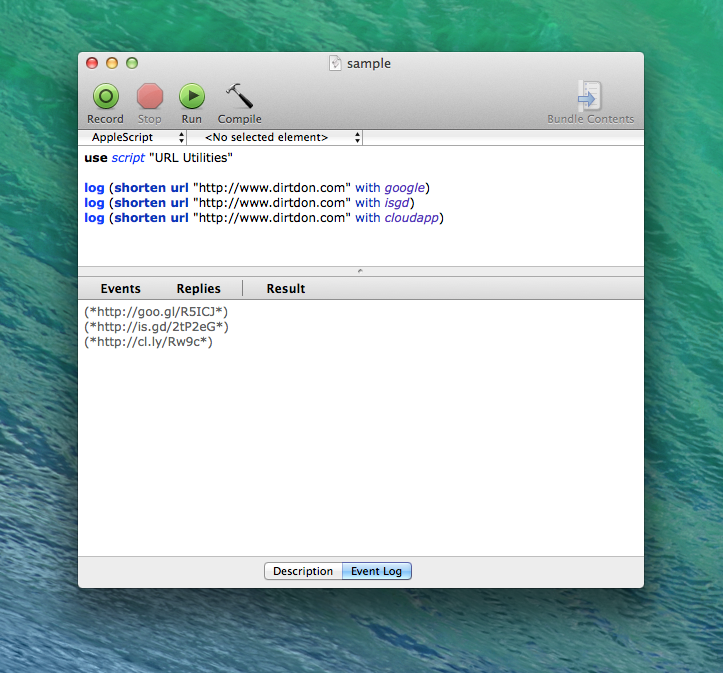 sample
Record Stop Run Compile Bundle Contents
AppleScript <No selected element>
use script "URL Utilities"
log (shorten url "http://www.dirtdon.com" with google)
log (shorten url "http://www.dirtdon.com" with isgd)
log (shorten url "http://www.dirtdon.com" with cloudapp)
Events Replies Result
(*http://goo.gl/R5ICJ*)
(*http://is.gd/2tP2eG*)
(*http://cl.ly/Rw9c*)
Description Event Log